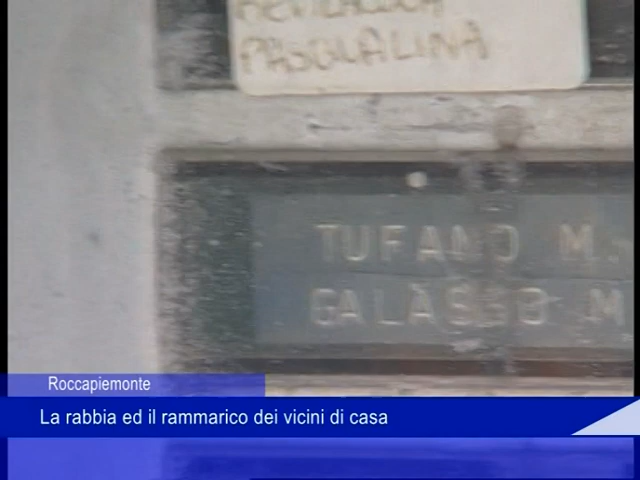 PASQUALINA
TUFANO M.
GALASSO M
Roccapiemonte
La rabbia ed il rammarico dei vicini di casa